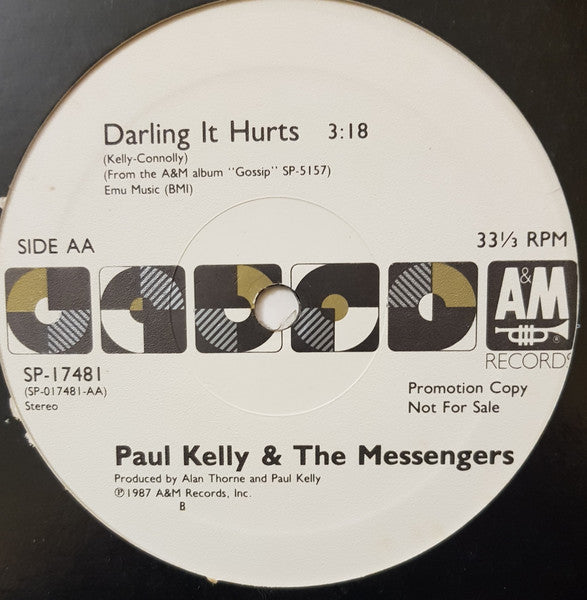 Darling It Hurts 3:18
(Kelly-Connolly)
(From the A&M album "Gossip" SP-5157)
Emu Music (BMI)
SIDE AA
33⅓ RPM
A&M
®
RECORDS
SP-17481
(SP-017481-AA)
Stereo
Promotion Copy
Not For Sale
Paul Kelly & The Messengers
Produced by Alan Thorne and Paul Kelly
℗1987 A&M Records, Inc.
B